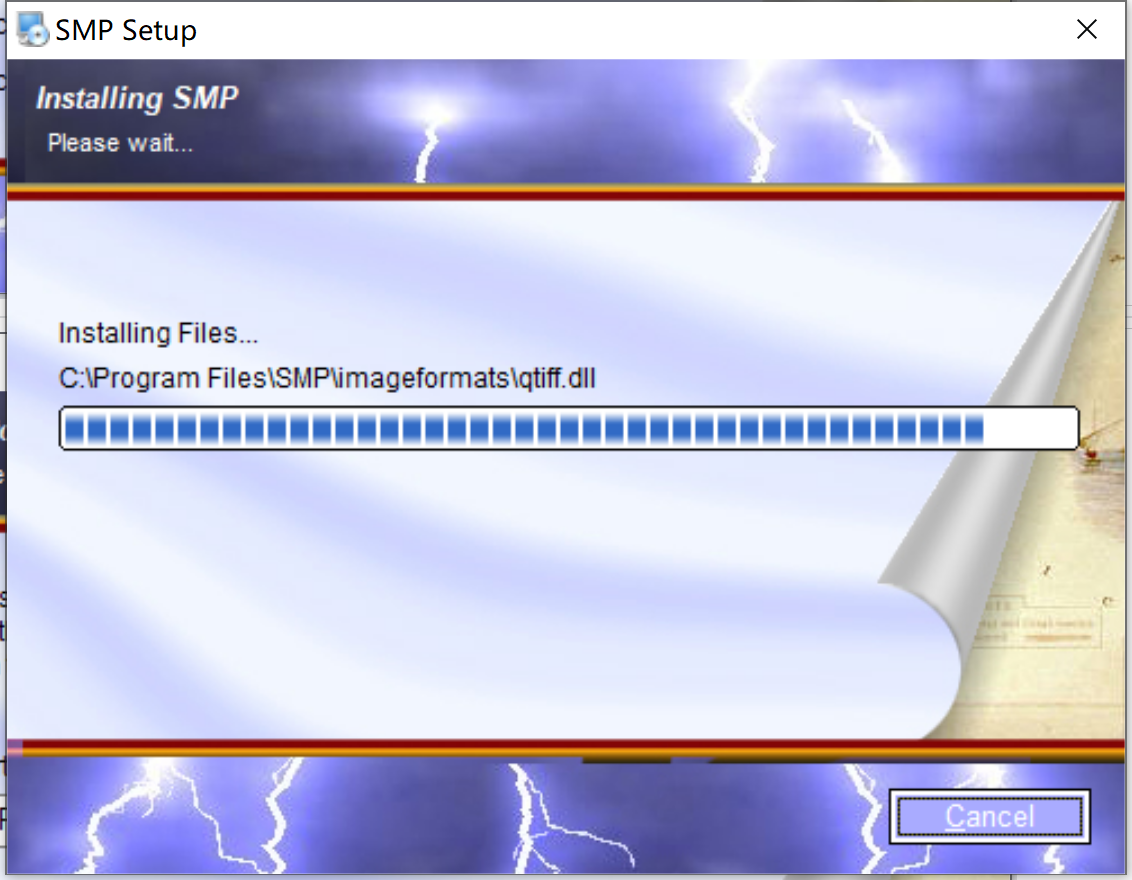 SMP Setup
Installing SMP
Please wait...
Installing Files...
C:\Program Files\SMP\imageformats\qtiff.dll
Cancel